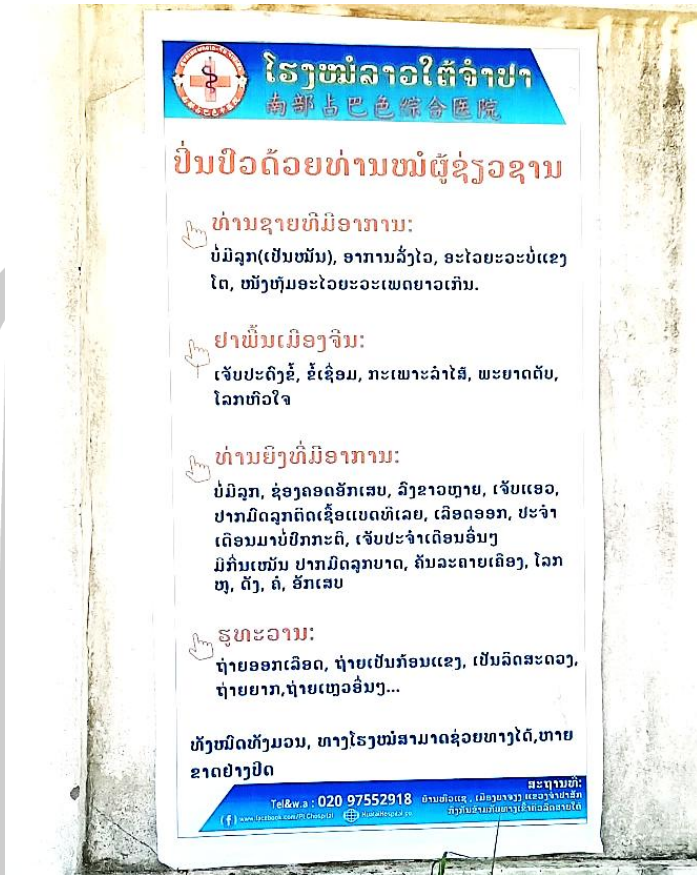 ໂຮງໝໍລາວໃຕ້ຈຳປາ
南部占巴色综合医院
ປິ່ນປົວດ້ວຍທ່ານໝໍຜູ້ຊ່ຽວຊານ
ທ່ານຊາຍທີ່ມີອາການ:
ບໍ່ມີລູກ(ເປັນໝັນ), ອາການລັ່ງໄວ, ອະໄວຍະວະບໍ່ແຂງ
ໂຕ, ໜັງຫຸ້ມອະໄວຍະວະເພດຍາວເກີນ.
ຢາພື້ນເມືອງຈີນ:
ເຈັບປະດົງຂໍ້, ຂໍ້ເຊື່ອມ, ກະເພາະລຳໄສ້, ພະຍາດຕັບ,
ໂລກຫົວໃຈ
ທ່ານຍິງທີ່ມີອາການ:
ບໍ່ມີລູກ, ຊ່ອງຄອດອັກເສບ, ລົງຂາວຫຼາຍ, ເຈັບແອວ,
ປາກມົດລູກຕິດເຊື້ອແບດທີເລຍ, ເລືອດອອກ, ປະຈຳ
ເດືອນມາບໍ່ປົກກະຕິ, ເຈັບປະຈຳເດືອນອື່ນໆ
ມີກິ່ນເໝັນ ປາກມົດລູກບາດ, ຄັນລະຄາຍເຄືອງ, ໂລກ
ຫູ, ດັງ, ຄໍ, ອັກເສບ
ຮູທະວານ:
ຖ່າຍອອກເລືອດ, ຖ່າຍເປັນກ້ອນແຂງ, ເປັນລິດສະດວງ,
ຖ່າຍຍາກ,ຖ່າຍເຫຼວອື່ນໆ...
ທັງໝົດທັງມວນ, ທາງໂຮງໝໍສາມາດຊ່ວຍທາງໄດ້,ຫາຍ
ຂາດຢ່າງປິດ
ສະຖານທີ່:
Tel&w.a : 020 97552918
www.facebook.com/